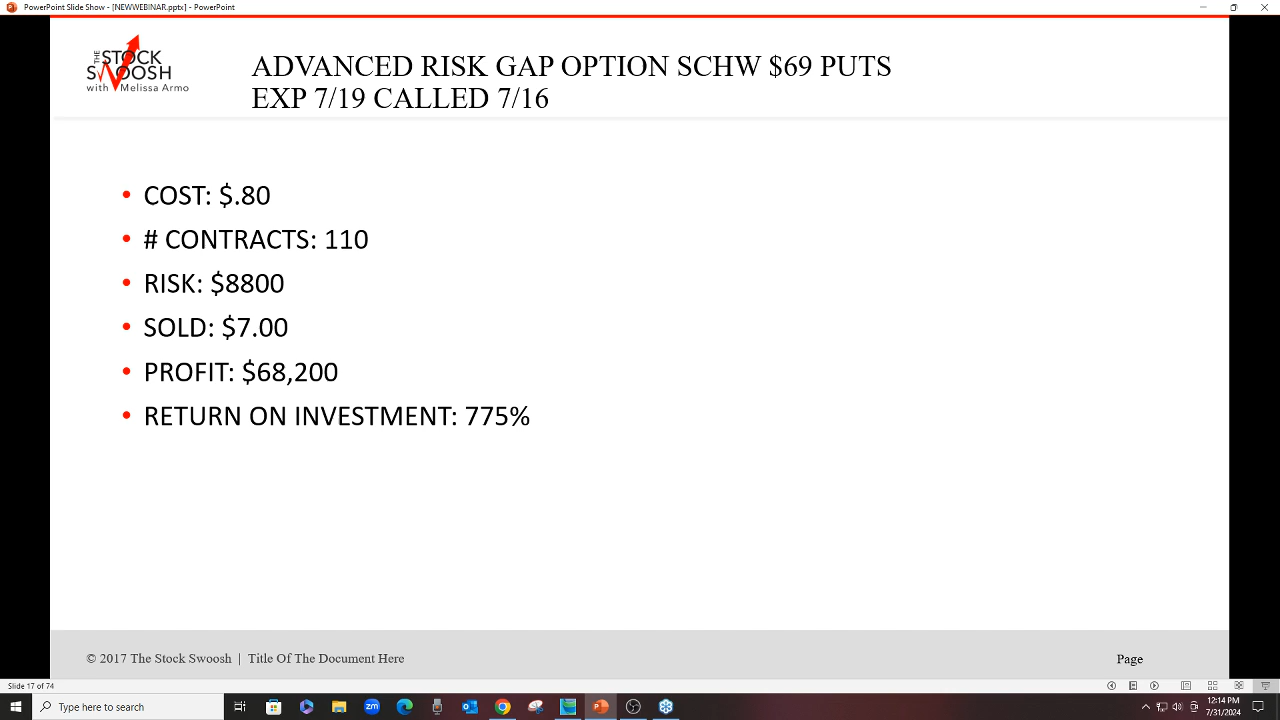 PowerPoint Slide Show - [NEWWEBINAR.pptx] - PowerPoint
THE
STOCK
SWOOSH
with Melissa Armo
ADVANCED RISK GAP OPTION SCHW $69 PUTS
EXP 7/19 CALLED 7/16
• COST: $.80
• # CONTRACTS: 110
• RISK: $8800
• SOLD: $7.00
• PROFIT: $68,200
• RETURN ON INVESTMENT: 775%
© 2017 The Stock Swoosh | Title Of The Document Here
Page
Slide 17 of 74
Type here to search
zm
12:14 PM
7/31/2024